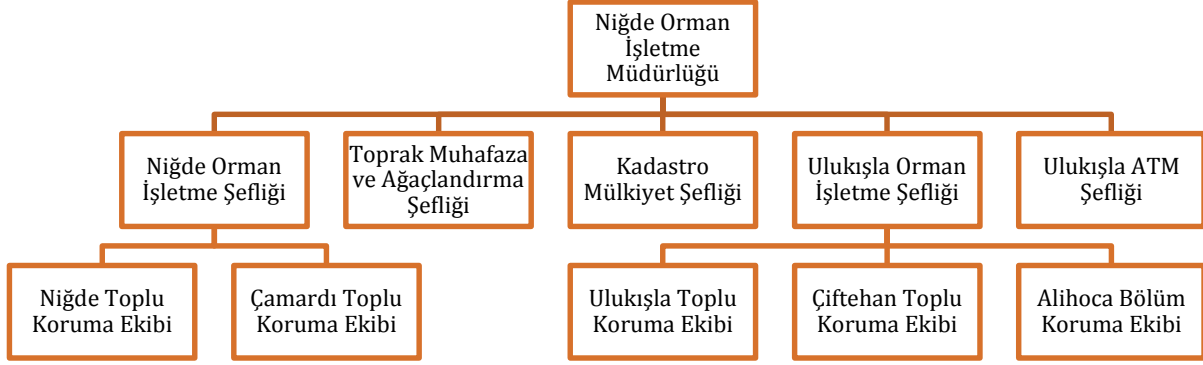 Niğde Orman
İşletme
Müdürlüğü
Niğde Orman
İşletme Şefliği
Toprak Muhafaza
ve Ağaçlandırma
Şefliği
Kadastro
Mülkiyet Şefliği
Ulukışla Orman
İşletme Şefliği
Ulukışla ATM
Şefliği
Niğde Toplu
Koruma Ekibi
Çamardı Toplu
Koruma Ekibi
Ulukışla Toplu
Koruma Ekibi
Çiftehan Toplu
Koruma Ekibi
Alihoca Bölüm
Koruma Ekibi